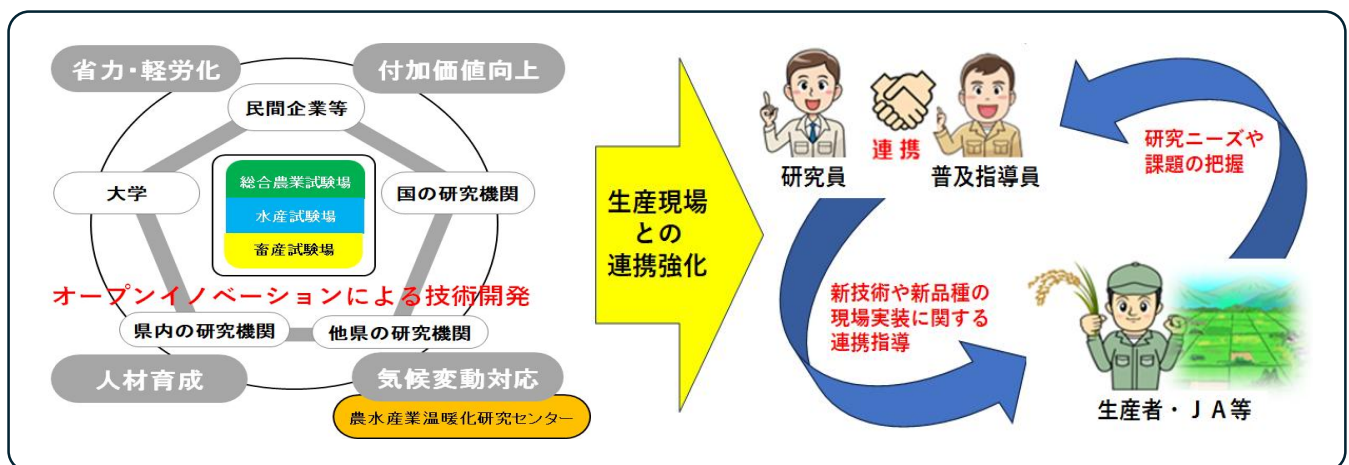 省力・軽労化
付加価値向上
民間企業等
大学
総合農業試験場
水産試験場
畜産試験場
国の研究機関
オープンイノベーションによる技術開発
県内の研究機関
他県の研究機関
人材育成
気候変動対応
農水産業温暖化研究センター
生産現場
との
連携強化
連携
研究員
普及指導員
研究ニーズや
課題の把握
新技術や新品種の
現場実装に関する
連携指導
生産者・ＪＡ等